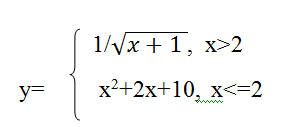 1/√x + 1, x>2
y=
x²+2x+10, x<=2